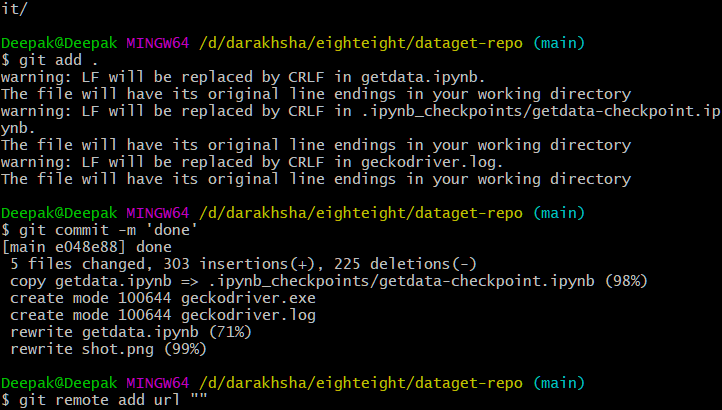 it/
Deepak@Deepak MINGW64 /d/darakhsha/eighteight/dataget-repo (main)
$ git add .
warning: LF will be replaced by CRLF in getdata.ipynb.
The file will have its original line endings in your working directory
warning: LF will be replaced by CRLF in .ipynb_checkpoints/getdata-checkpoint.ip
ynb.
The file will have its original line endings in your working directory
warning: LF will be replaced by CRLF in geckodriver.log.
The file will have its original line endings in your working directory
Deepak@Deepak MINGW64 /d/darakhsha/eighteight/dataget-repo (main)
$ git commit -m 'done'
[main e048e88] done
 5 files changed, 303 insertions(+), 225 deletions(-)
 copy getdata.ipynb => .ipynb_checkpoints/getdata-checkpoint.ipynb (98%)
 create mode 100644 geckodriver.exe
 create mode 100644 geckodriver.log
 rewrite getdata.ipynb (71%)
 rewrite shot.png (99%)
Deepak@Deepak MINGW64 /d/darakhsha/eighteight/dataget-repo (main)
$ git remote add url ""